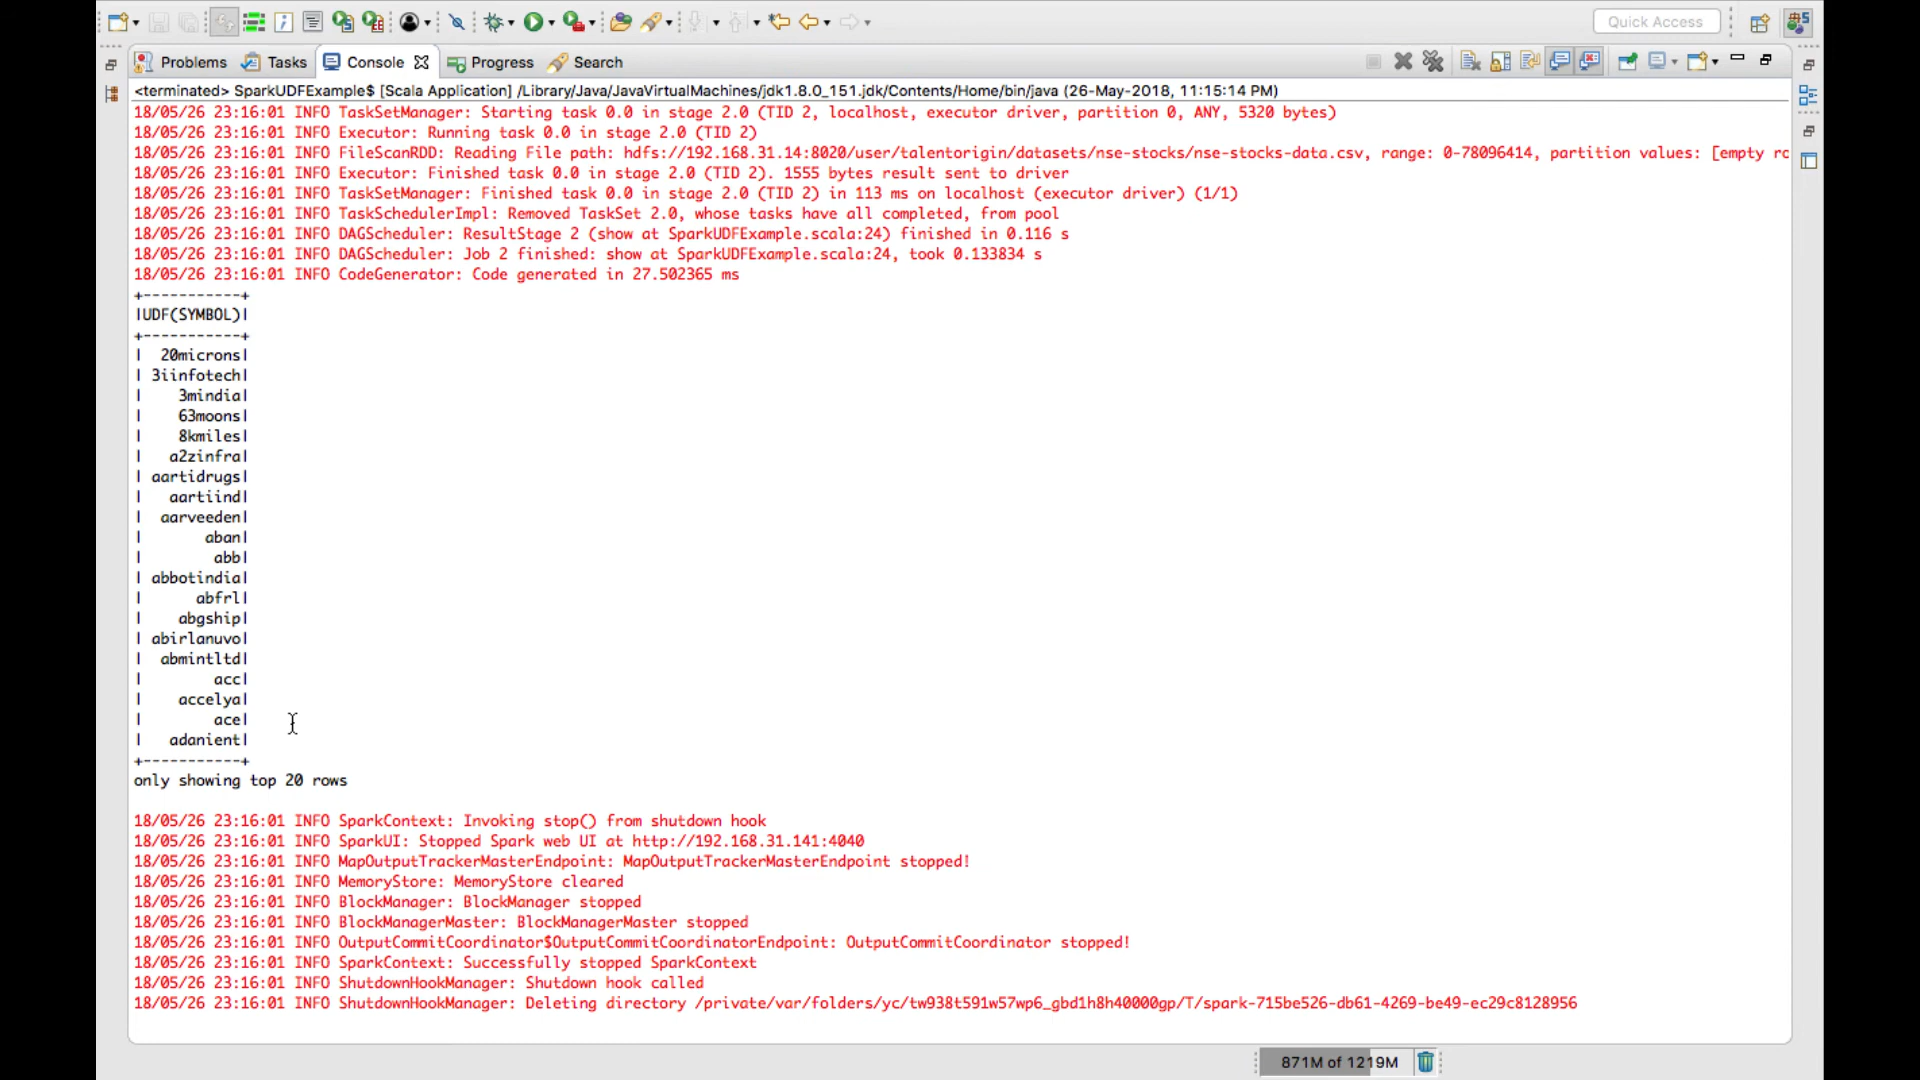 Quick Access
Problems Tasks Console Progress Search
<terminated> SparkUDFExample$ [Scala Application] /Library/Java/JavaVirtualMachines/jdk1.8.0_151.jdk/Contents/Home/bin/java (26-May-2018, 11:15:14 PM)
18/05/26 23:16:01 INFO TaskSetManager: Starting task 0.0 in stage 2.0 (TID 2, localhost, executor driver, partition 0, ANY, 5320 bytes)
18/05/26 23:16:01 INFO Executor: Running task 0.0 in stage 2.0 (TID 2)
18/05/26 23:16:01 INFO FileScanRDD: Reading File path: hdfs://192.168.31.14:8020/user/talentorigin/datasets/nse-stocks/nse-stocks-data.csv, range: 0-78096414, partition values: [empty ro
18/05/26 23:16:01 INFO Executor: Finished task 0.0 in stage 2.0 (TID 2). 1555 bytes result sent to driver
18/05/26 23:16:01 INFO TaskSetManager: Finished task 0.0 in stage 2.0 (TID 2) in 113 ms on localhost (executor driver) (1/1)
18/05/26 23:16:01 INFO TaskSchedulerImpl: Removed TaskSet 2.0, whose tasks have all completed, from pool
18/05/26 23:16:01 INFO DAGScheduler: ResultStage 2 (show at SparkUDFExample.scala:24) finished in 0.116 s
18/05/26 23:16:01 INFO DAGScheduler: Job 2 finished: show at SparkUDFExample.scala:24, took 0.133834 s
18/05/26 23:16:01 INFO CodeGenerator: Code generated in 27.502365 ms
+-----------+
|UDF(SYMBOL)|
+-----------+
|  20microns|
| 3iinfotech|
|    3mindia|
|    63moons|
|    8kmiles|
|   a2zinfra|
| aartidrugs|
|   aartiind|
|  aarveeden|
|       aban|
|        abb|
| abbotindia|
|      abfrl|
|    abgship|
| abirlanuvo|
|  abmintltd|
|        acc|
|    accelya|
|        ace|
|   adanient|
+-----------+
only showing top 20 rows
18/05/26 23:16:01 INFO SparkContext: Invoking stop() from shutdown hook
18/05/26 23:16:01 INFO SparkUI: Stopped Spark web UI at http://192.168.31.141:4040
18/05/26 23:16:01 INFO MapOutputTrackerMasterEndpoint: MapOutputTrackerMasterEndpoint stopped!
18/05/26 23:16:01 INFO MemoryStore: MemoryStore cleared
18/05/26 23:16:01 INFO BlockManager: BlockManager stopped
18/05/26 23:16:01 INFO BlockManagerMaster: BlockManagerMaster stopped
18/05/26 23:16:01 INFO OutputCommitCoordinator$OutputCommitCoordinatorEndpoint: OutputCommitCoordinator stopped!
18/05/26 23:16:01 INFO SparkContext: Successfully stopped SparkContext
18/05/26 23:16:01 INFO ShutdownHookManager: Shutdown hook called
18/05/26 23:16:01 INFO ShutdownHookManager: Deleting directory /private/var/folders/yc/tw938t591w57wp6_gbd1h8h40000gp/T/spark-715be526-db61-4269-be49-ec29c8128956
871M of 1219M